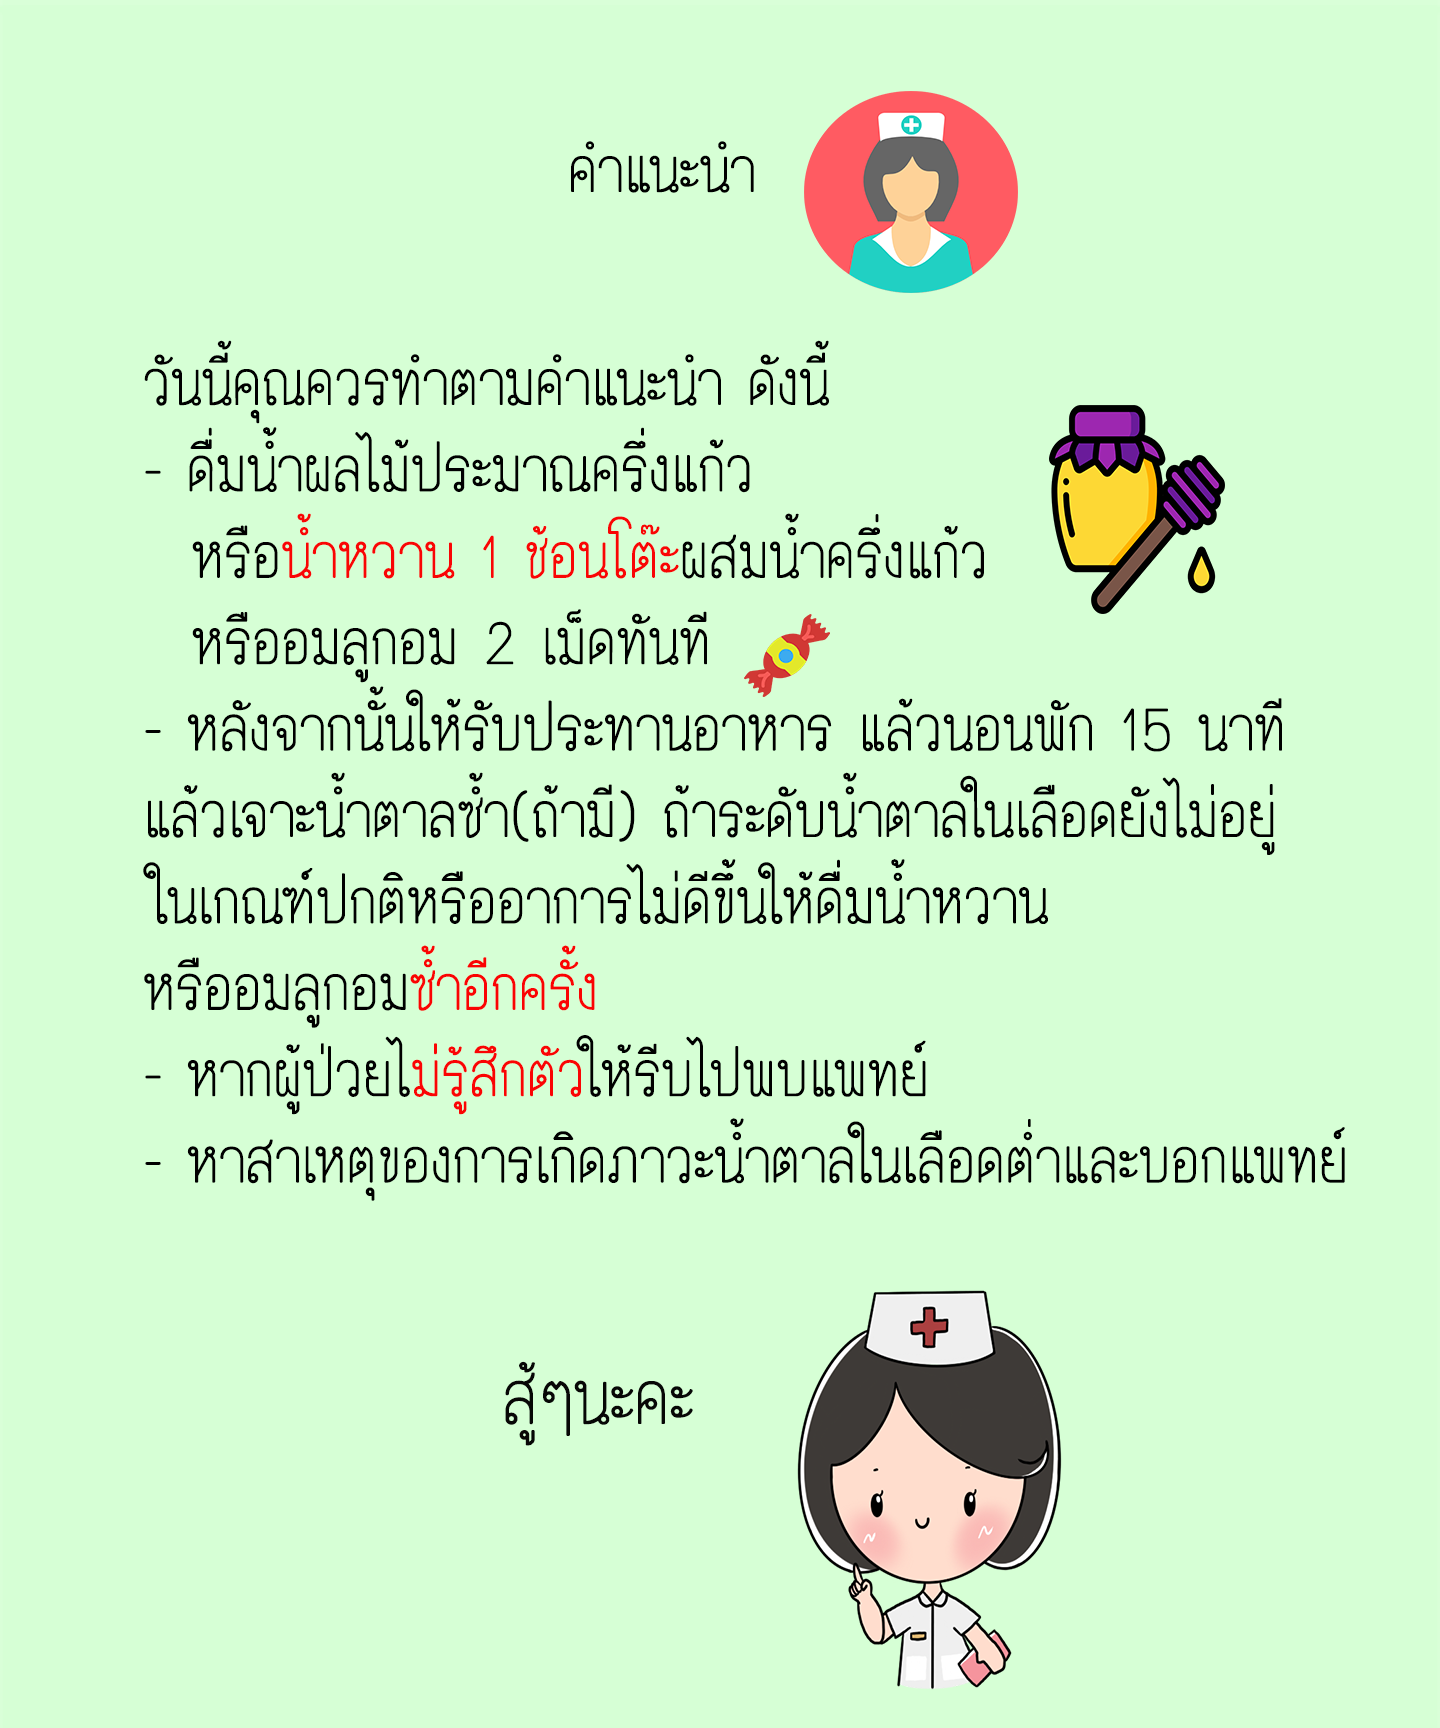 คำแนะนำ
วันนี้คุณควรทำตามคำแนะนำ ดังนี้
- ดื่มน้ำผลไม้ประมาณครึ่งแก้ว
หรือน้ำหวาน 1 ช้อนโต๊ะผสมน้ำครึ่งแก้ว
หรืออมลูกอม 2 เม็ดทันที
- หลังจากนั้นให้รับประทานอาหาร แล้วนอนพัก 15 นาที
แล้วเจาะน้ำตาลซ้ำ(ถ้ามี) ถ้าระดับน้ำตาลในเลือดยังไม่อยู่
ในเกณฑ์ปกติหรืออาการไม่ดีขึ้นให้ดื่มน้ำหวาน
หรืออมลูกอมซ้ำอีกครั้ง
- หากผู้ป่วยไม่รู้สึกตัวให้รีบไปพบแพทย์
- หาสาเหตุของการเกิดภาวะน้ำตาลในเลือดต่ำและบอกแพทย์
สู้ๆนะคะ